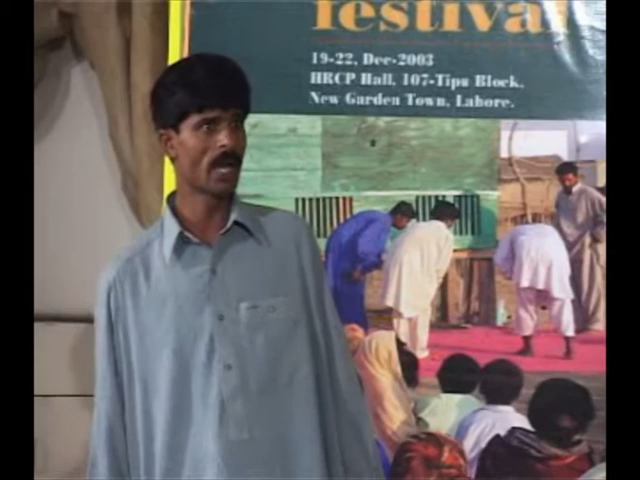 festival
19-22, Dec-2003
HRCP Hall, 107-Tipu Block,
New Garden Town, Lahore.